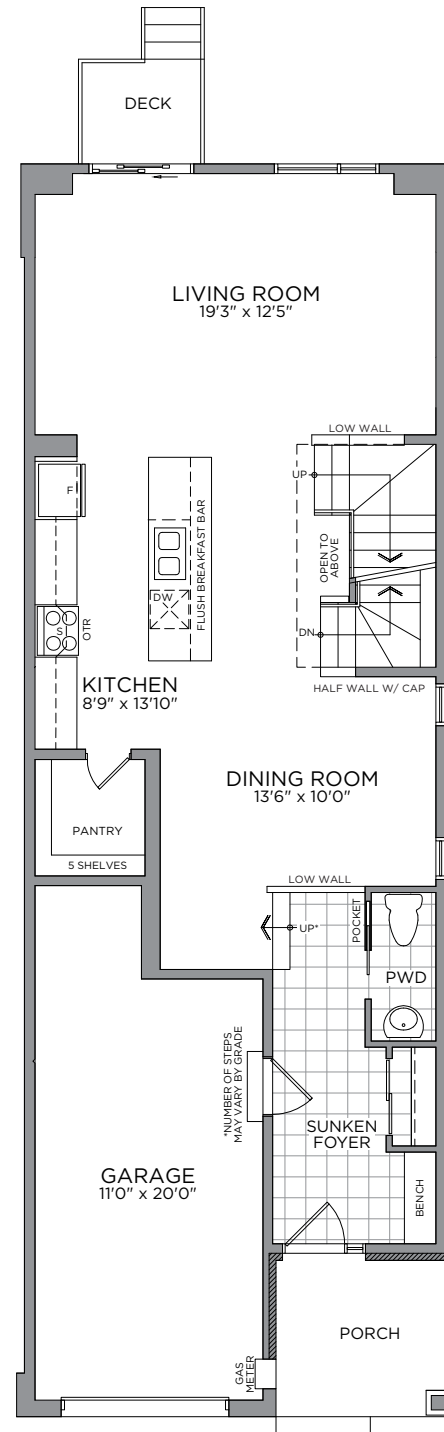 DECK
LIVING ROOM
19'3" x 12'5"
LOW WALL
UP
F
FLUSH BREAKFAST BAR
OPEN TO
ABOVE
DW
S
OTR
DN
HALF WALL W/ CAP
KITCHEN
8'9" x 13'10"
DINING ROOM
13'6" x 10'0"
PANTRY
5 SHELVES
LOW WALL
POCKET
UP*
PWD
*NUMBER OF STEPS
MAY VARY BY GRADE
SUNKEN
FOYER
GARAGE
11'0" x 20'0"
BENCH
PORCH
GAS
METER